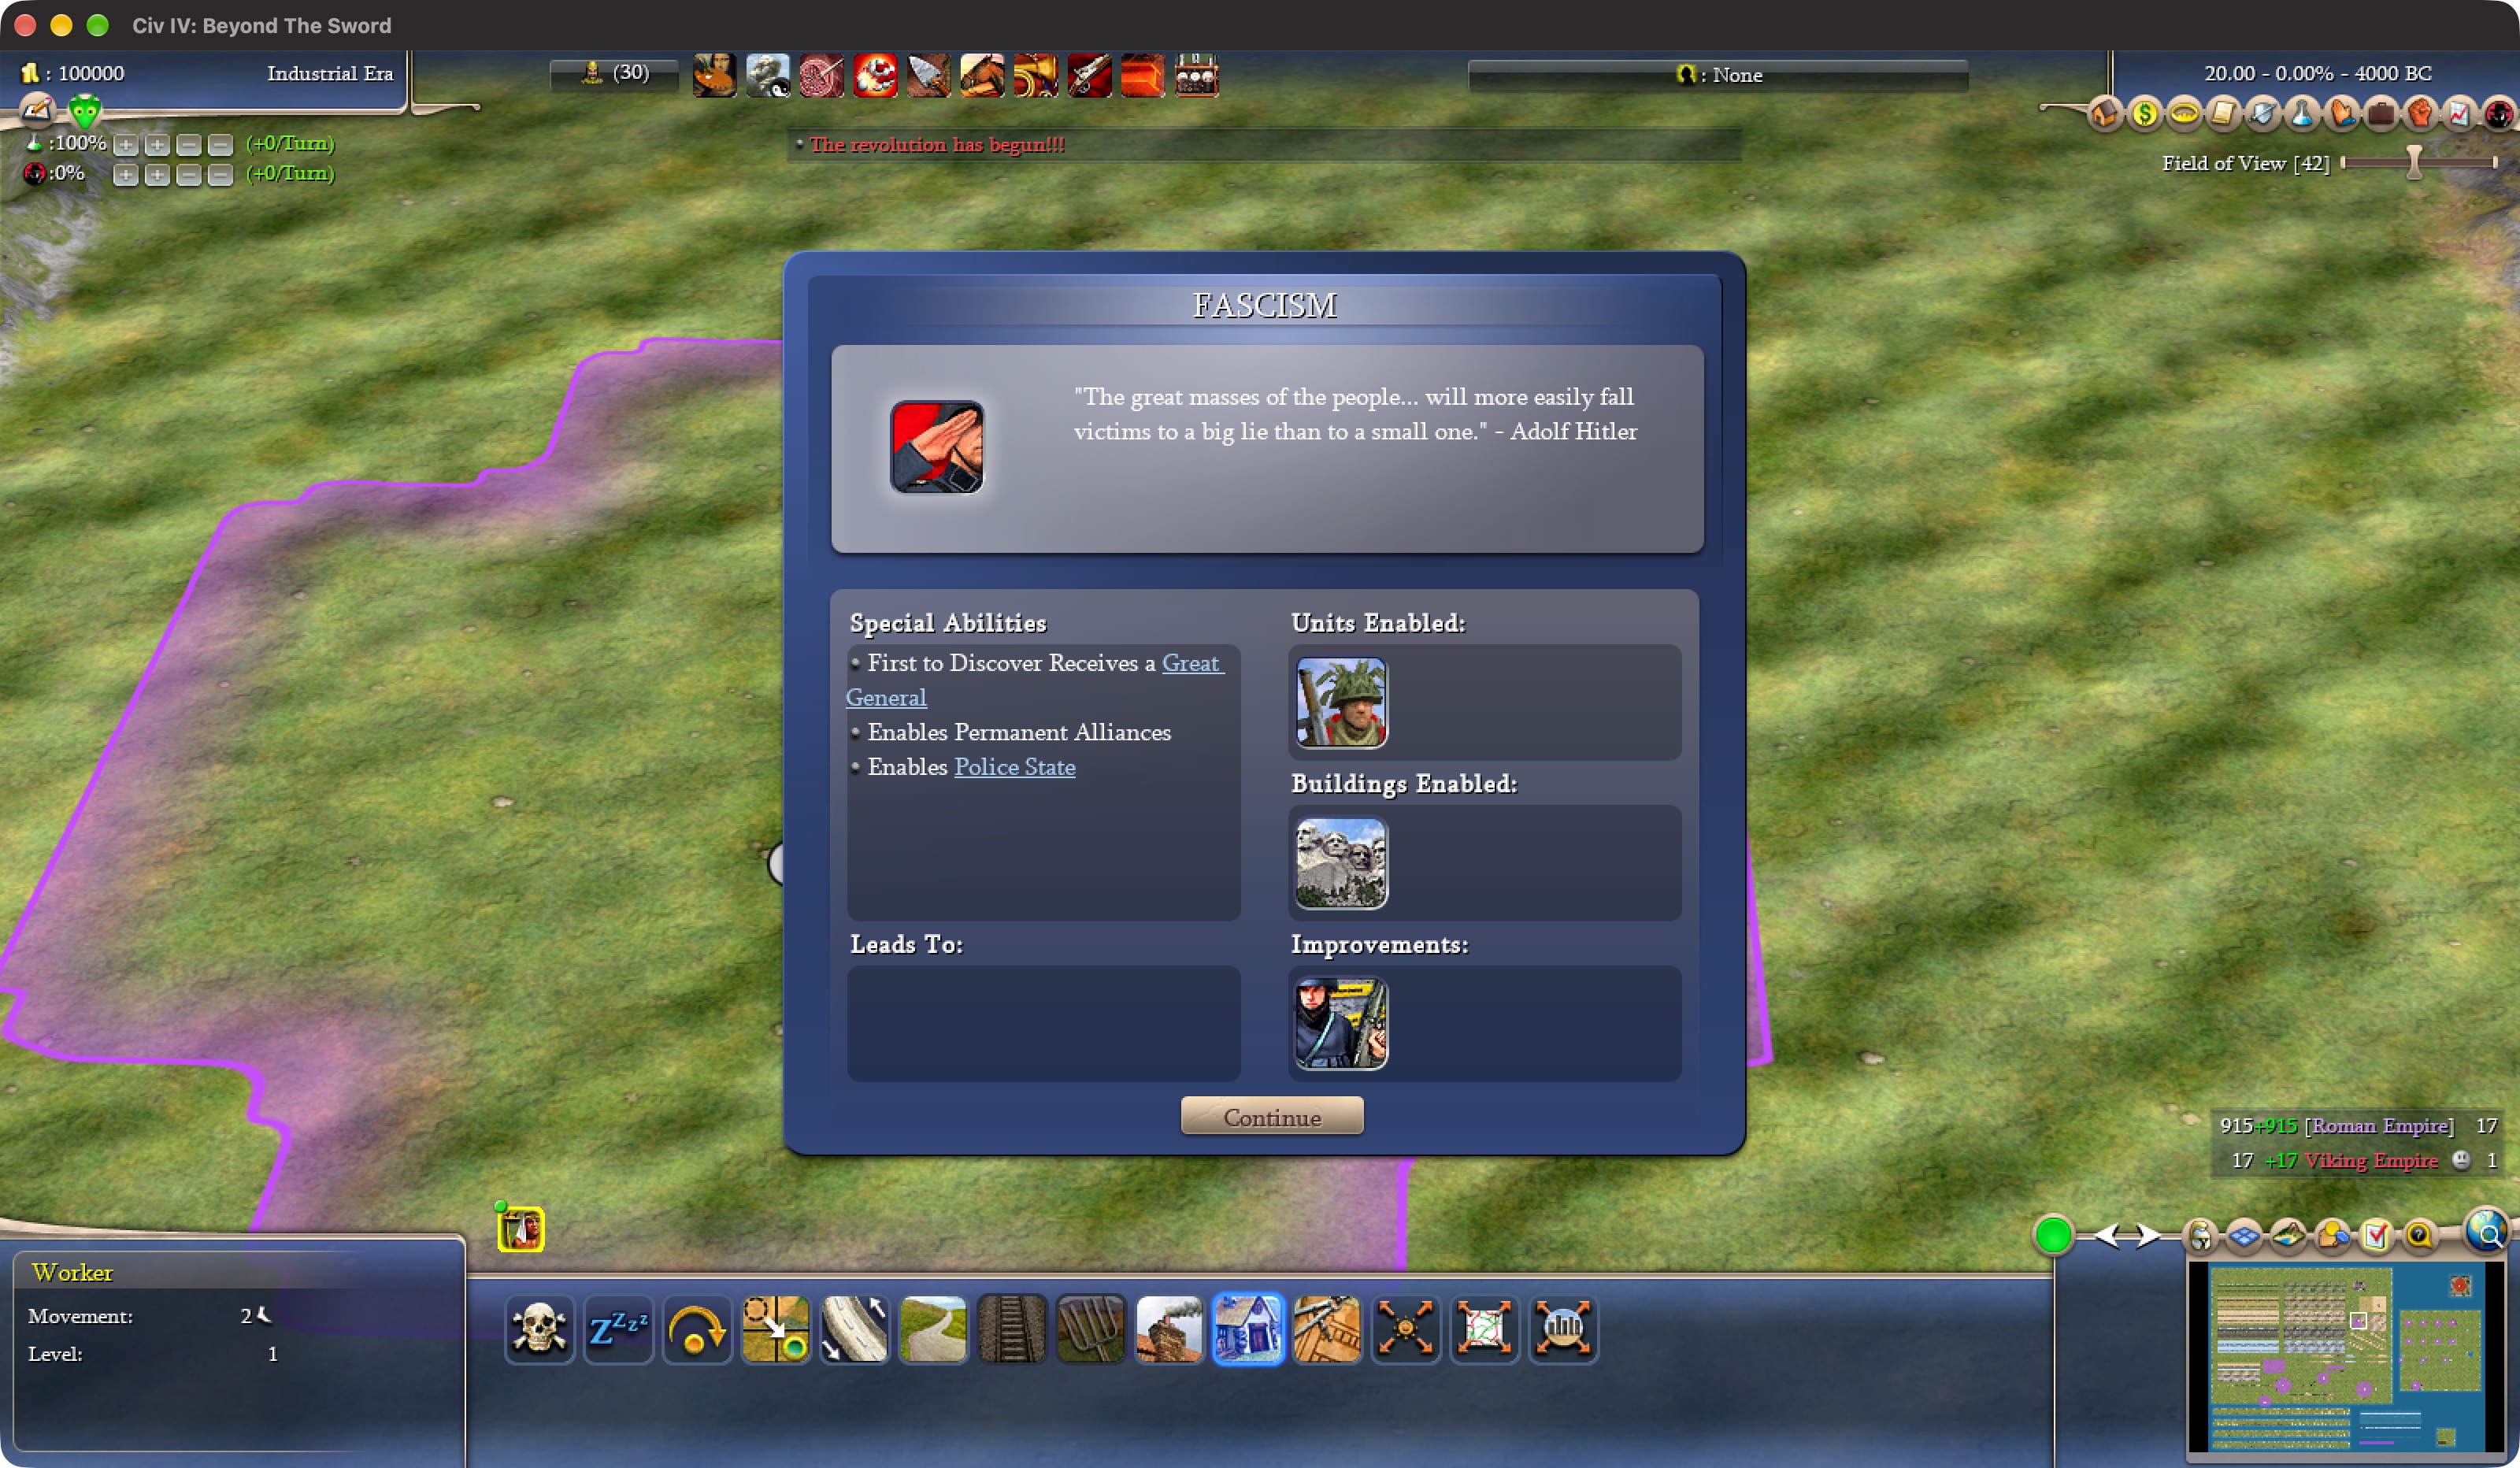 Civ IV: Beyond The Sword
: 100000
Industrial Era
(30)
: None
20.00 - 0.00% - 4000 BC
:100%
(+0/Turn)
:0%
(+0/Turn)
The revolution has begun!!!
Field of View [42]
FASCISM
"The great masses of the people... will more easily fall
victims to a big lie than to a small one." - Adolf Hitler
Special Abilities
• First to Discover Receives a Great
General
• Enables Permanent Alliances
• Enables Police State
Units Enabled:
Buildings Enabled:
Leads To:
Improvements:
Continue
915+915 [Roman Empire] 17
17 +17 Viking Empire 1
Worker
Movement: 2
Level: 1
zzzzz